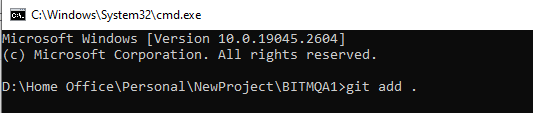 C:\Windows\System32\cmd.exe
Microsoft Windows [Version 10.0.19045.2604]
(c) Microsoft Corporation. All rights reserved.
D:\Home Office\Personal\NewProject\BITMQA1>git add .